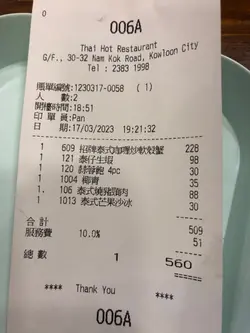 0
006A
Thai Hot Restaurant
G/F., 30-32 Nam Kok Road, Kowloon City
Tel : 2383 1998
賬單編號:1230317-0058 (1)
人 數:2
開檯時間:18:51
印單員:Pan
日 期:17/03/2023 19:21:32
1 609 招牌泰式咖喱炒軟殼蟹 228
1 121 泰仔生蝦 98
1 120 4pc 30
1 1004 椰青 35
1. 106 泰式燒豬頸肉 88
1 1013 泰式芒果沙冰 30
合計 509
服務費 10.0% 51
總數 1 560
**** Thank You ****
006A